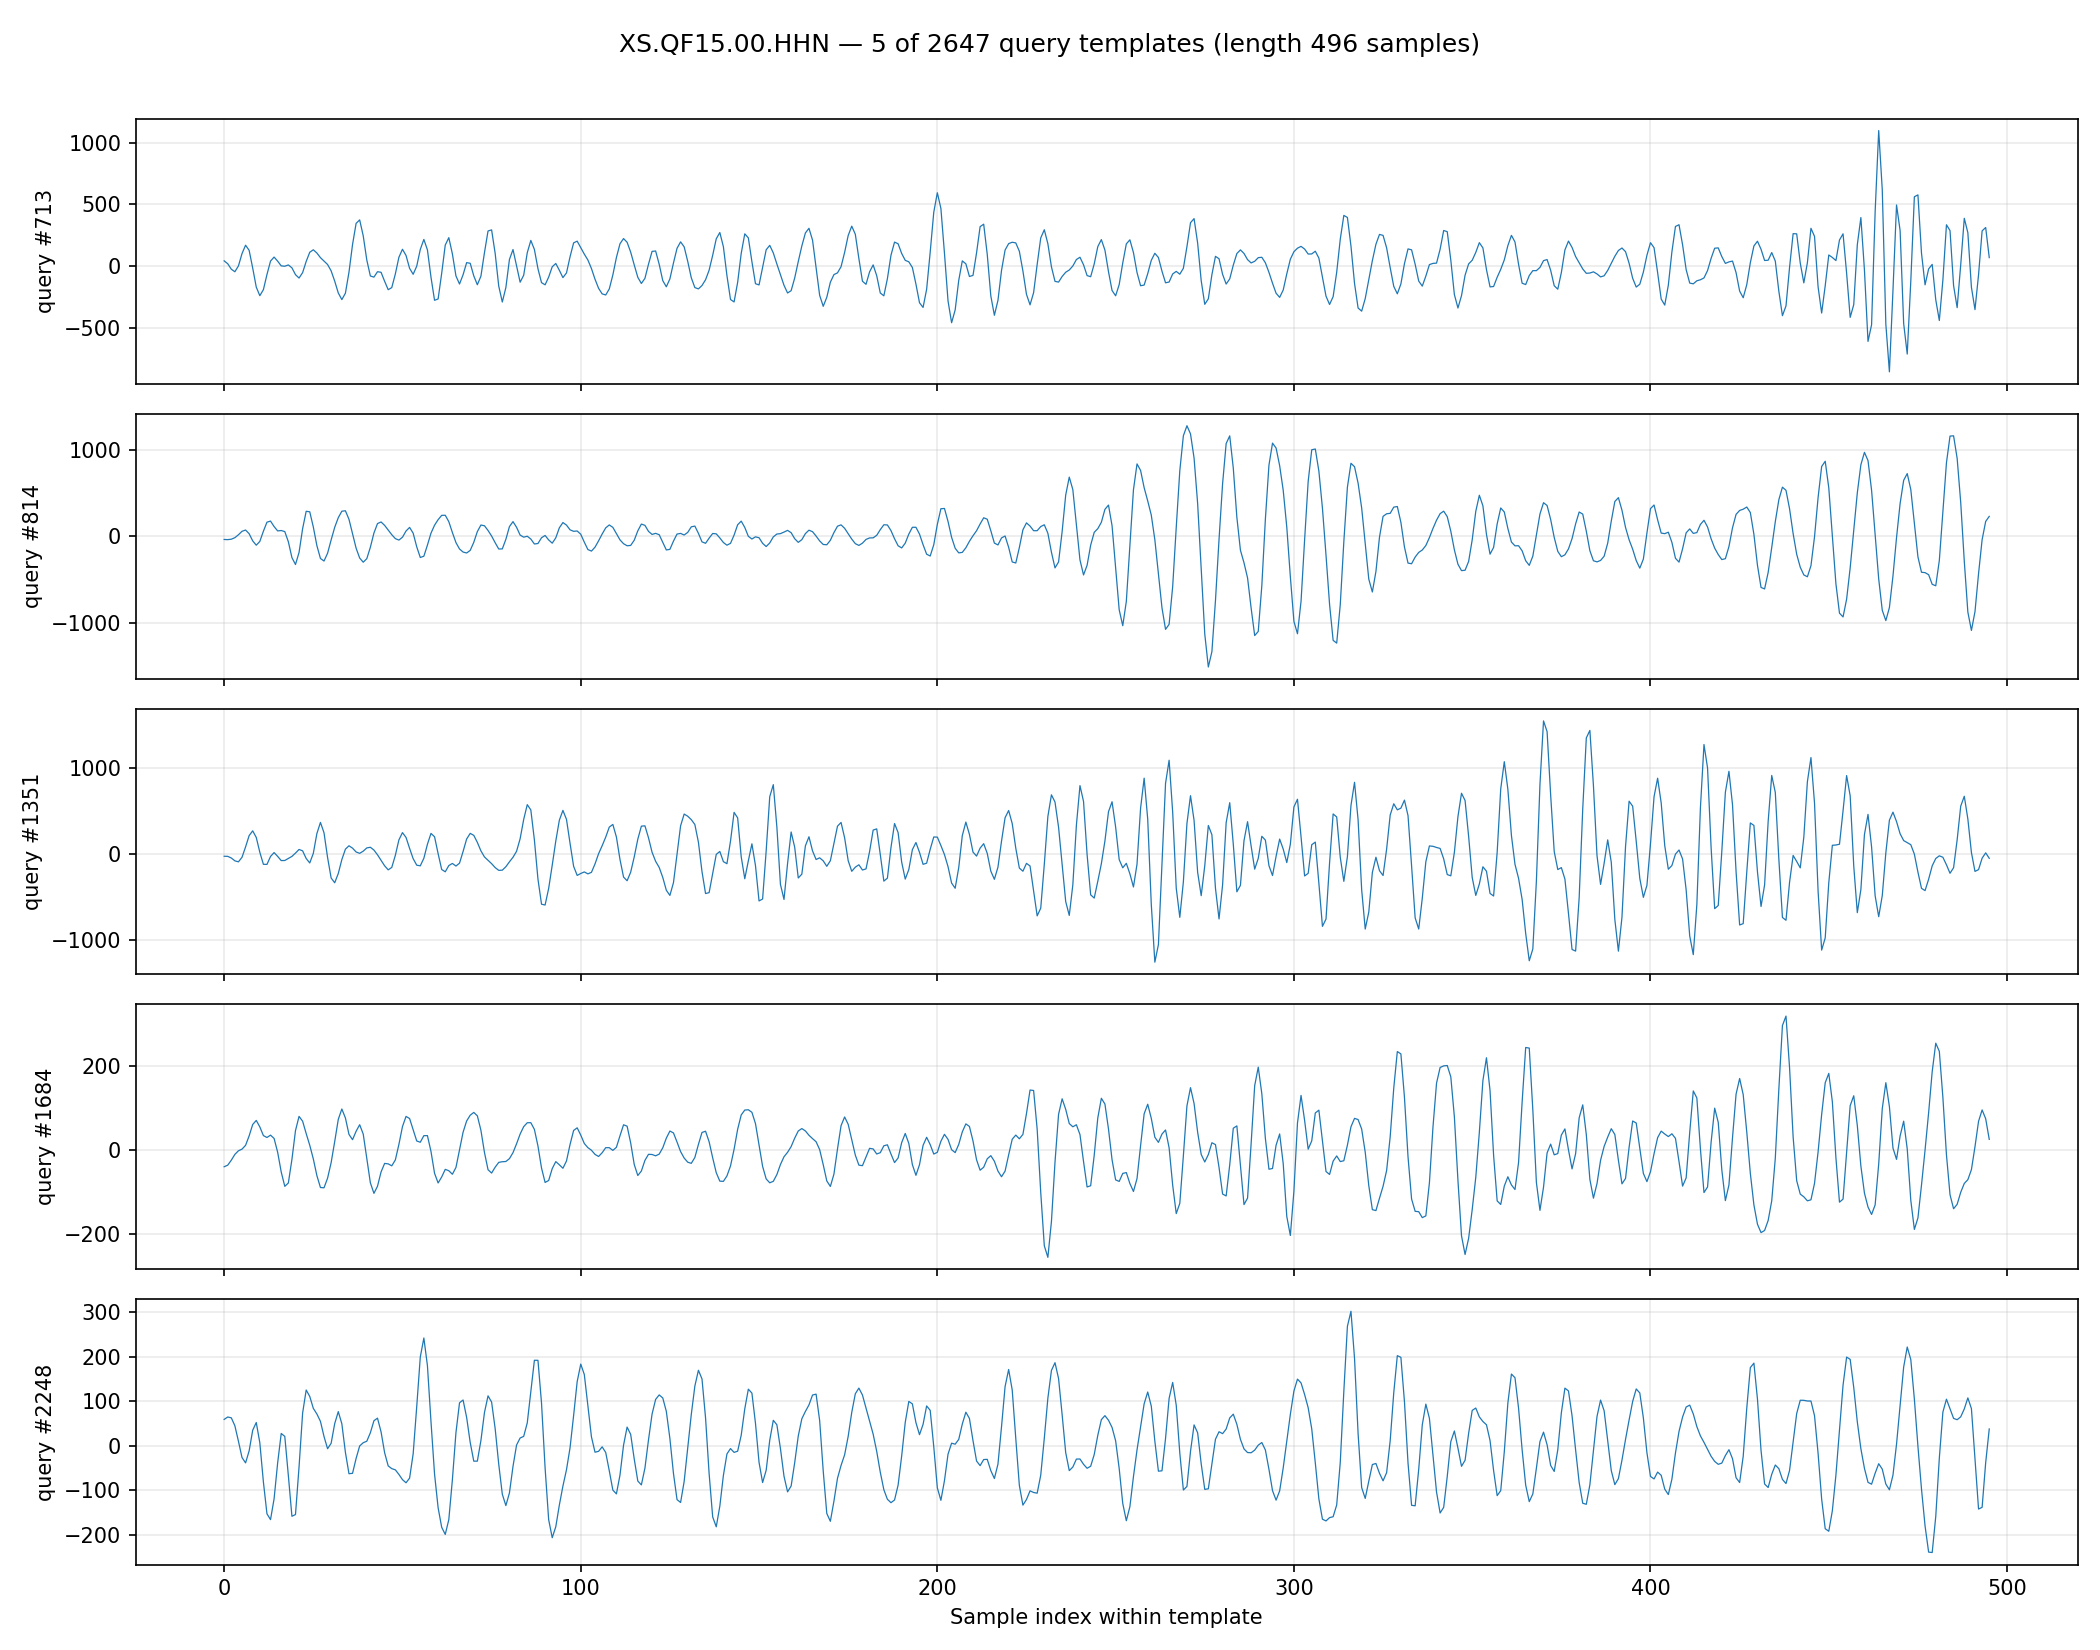 XS.QF15.00.HHN — 5 of 2647 query templates (length 496 samples)
1000
500
0
−500
query #713
1000
0
−1000
query #814
1000
0
−1000
query #1351
200
0
−200
query #1684
300
200
100
0
−100
−200
query #2248
0 100 200 300 400 500
Sample index within template